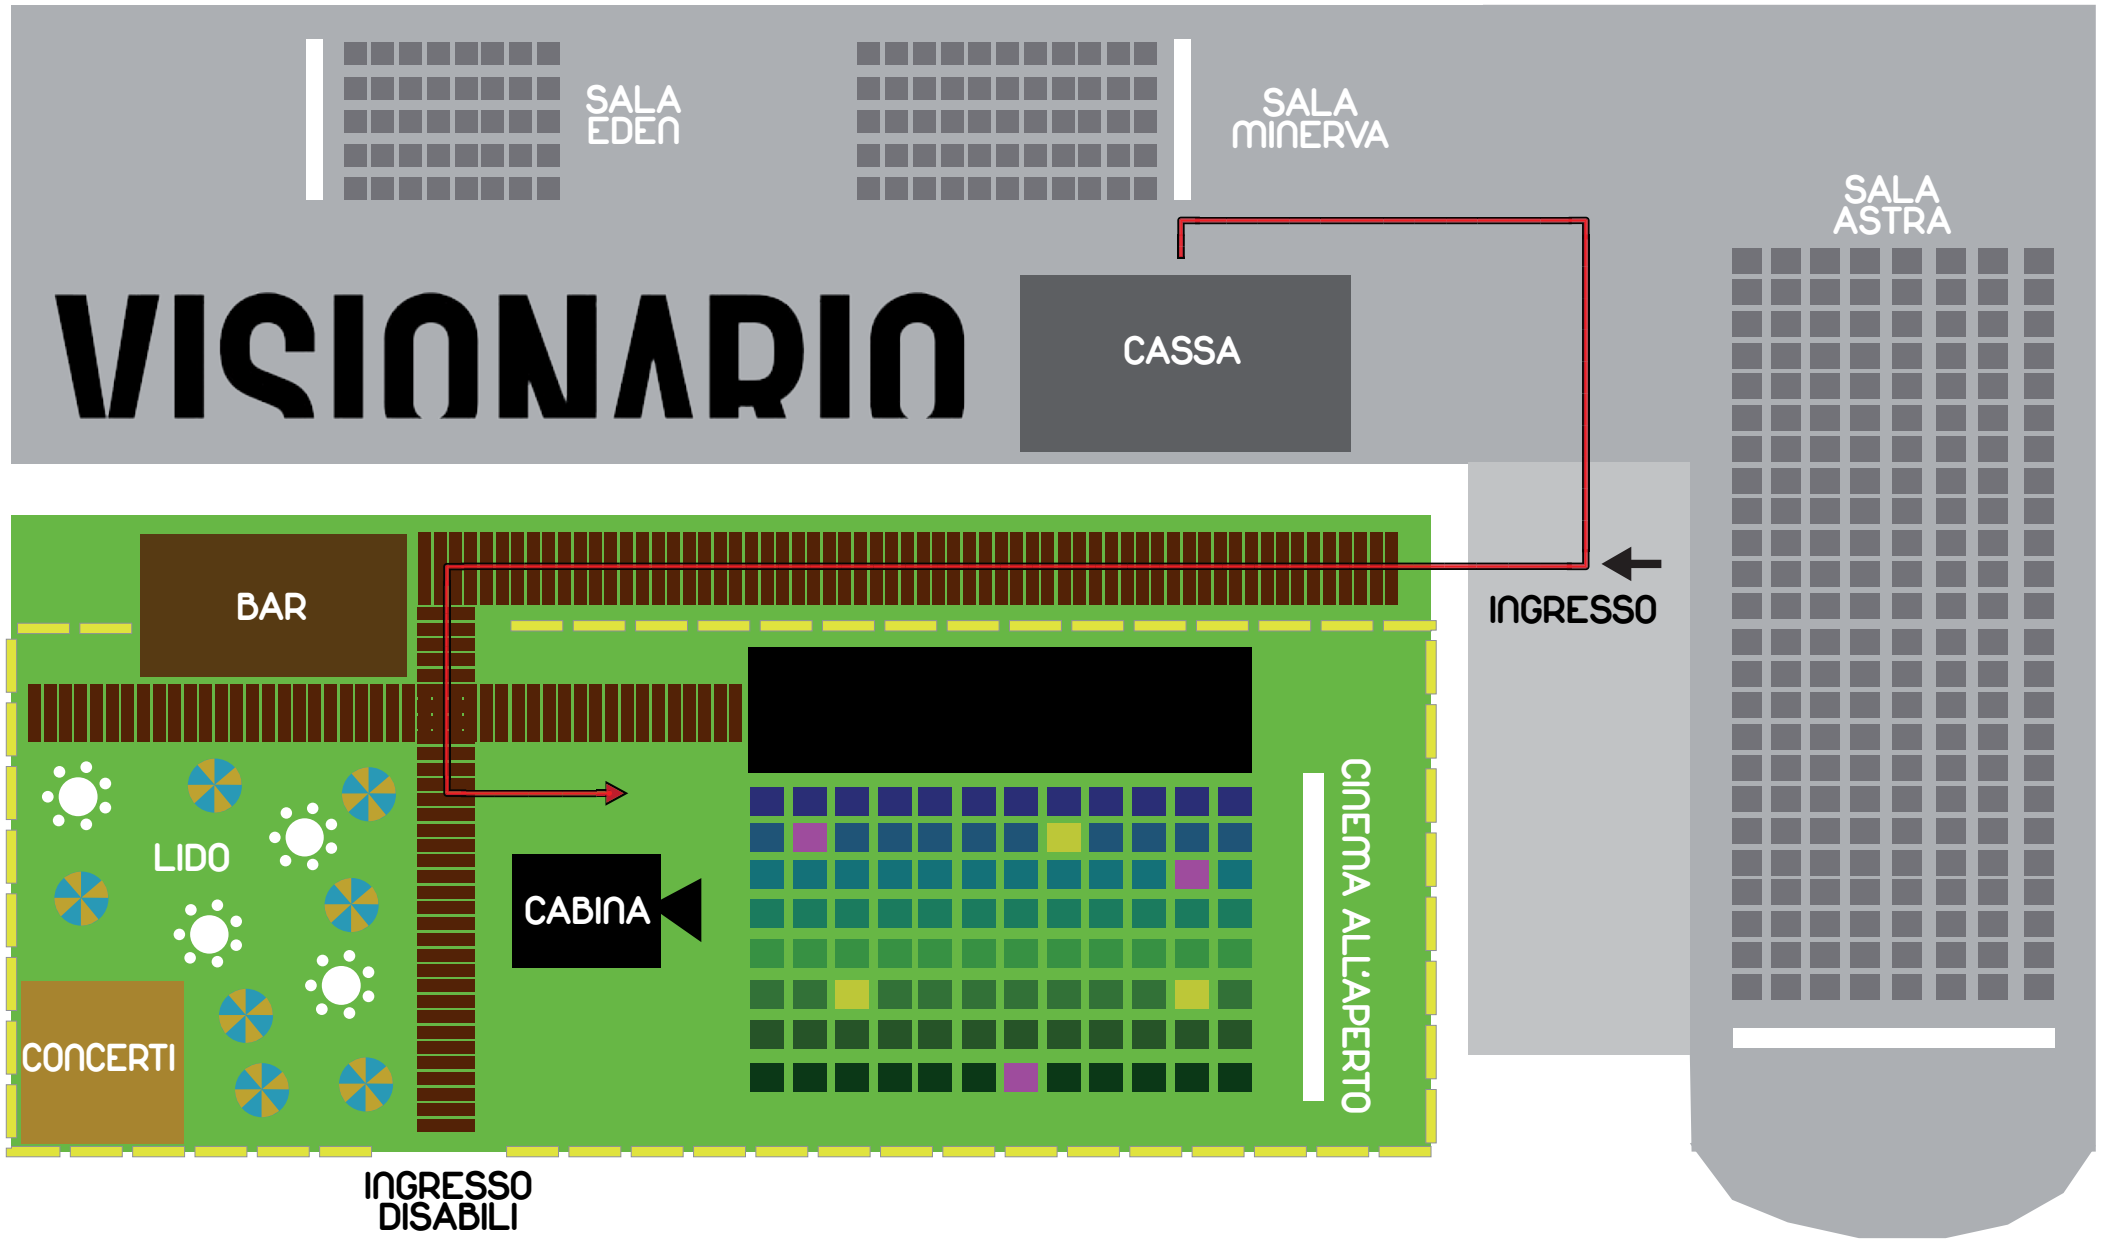 SALA
EDEN
SALA
MINERVA
SALA
ASTRA
VISIONARIO
CASSA
BAR
INGRESSO
LIDO
CABINA
CINEMA ALL'APERTO
CONCERTI
INGRESSO
DISABILI